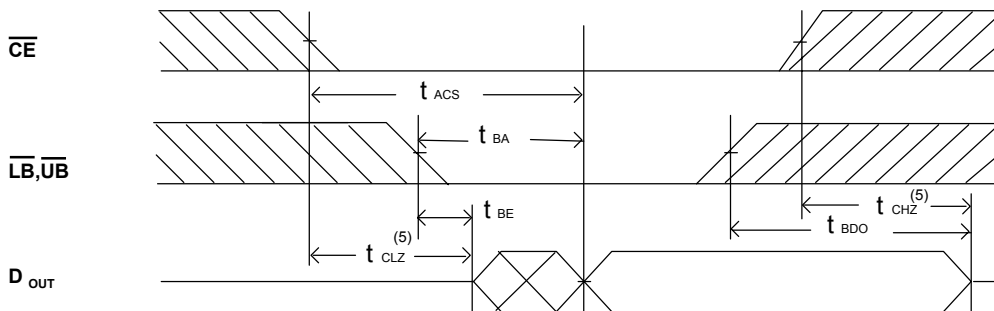 CE
t ACS
t BA
LB,UB
t BE
t CHZ (5)
t BDO
t CLZ (5)
D OUT